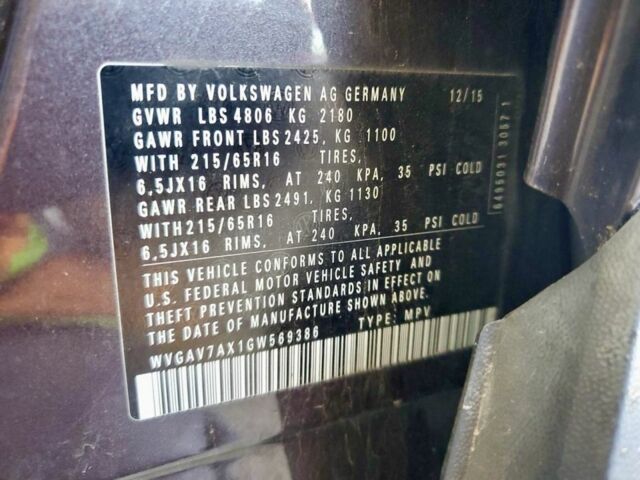 MFD BY VOLKSWAGEN AG GERMANY 12/15
GVWR LBS 4806 KG 2180
GAWR FRONT LBS 2425, KG 1100
WITH 215/65R16 TIRES,
6,5JX16 RIMS, AT 240 KPA, 35 PSI COLD
GAWR REAR LBS 2491, KG 1130
WITH 215/65R16 TIRES,
6,5JX16 RIMS, AT 240 KPA, 35 PSI COLD
THIS VEHICLE CONFORMS TO ALL APPLICABLE
U.S. FEDERAL MOTOR VEHICLE SAFETY AND
THEFT PREVENTION STANDARDS IN EFFECT ON
THE DATE OF MANUFACTURE SHOWN ABOVE.
WVGAV7AX1GW569386 TYPE: MPV